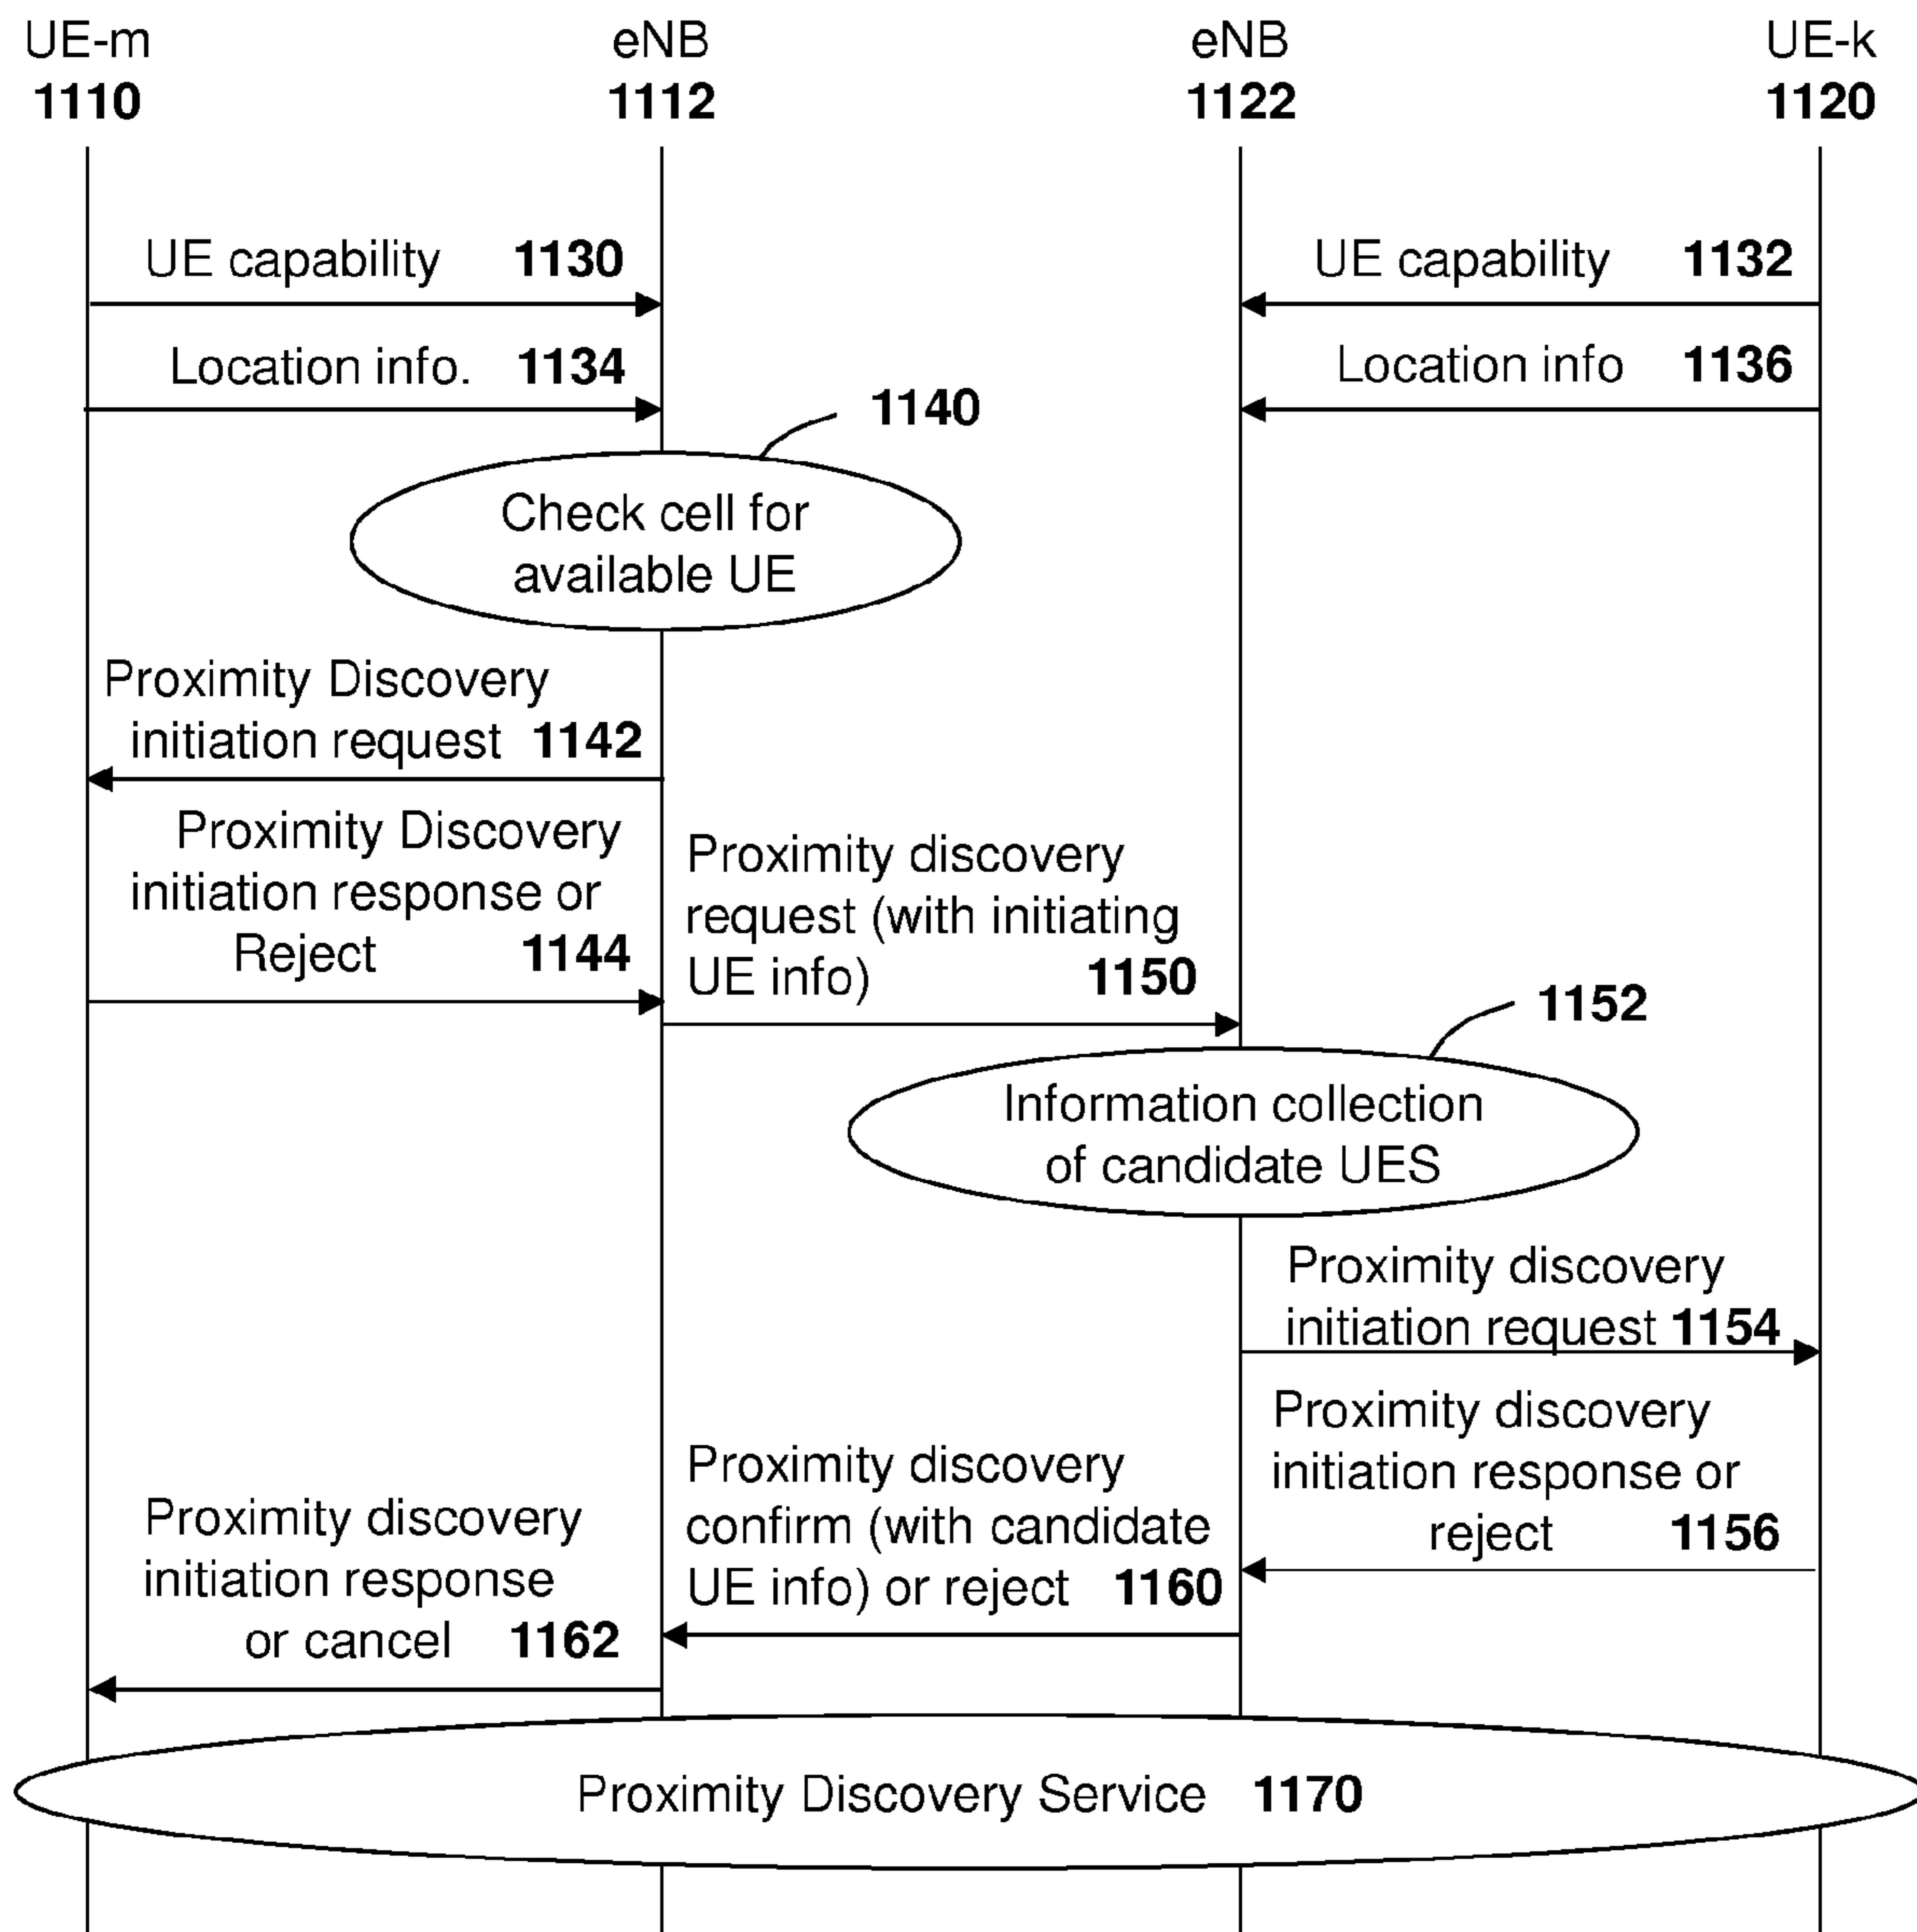 UE-m
1110
eNB
1112
eNB
1122
UE-k
1120
UE capability 1130
UE capability 1132
Location info. 1134
Location info 1136
1140
Check cell for
available UE
Proximity Discovery
initiation request 1142
Proximity Discovery
initiation response or
Reject 1144
Proximity discovery
request (with initiating
UE info) 1150
1152
Information collection
of candidate UES
Proximity discovery
initiation request 1154
Proximity discovery
initiation response or
reject 1156
Proximity discovery
confirm (with candidate
UE info) or reject 1160
Proximity discovery
initiation response
or cancel 1162
Proximity Discovery Service 1170